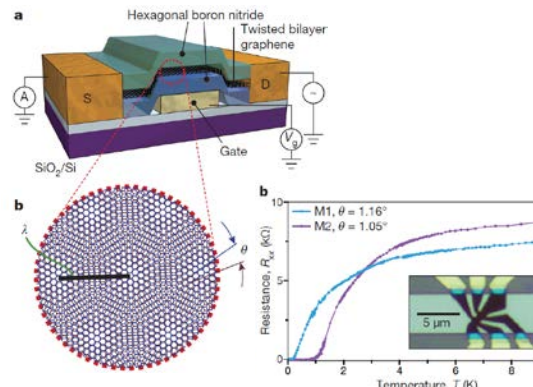 a
Hexagonal boron nitride
Twisted bilayer
graphene
A
S
D
~
Gate
Vg
SiO2/Si
b
λ
θ
b
M1, θ = 1.16°
M2, θ = 1.05°
Resistance, Rxx (kΩ)
10
5
0
5 μm
0
2
4
6
8
Temperature, T (K)